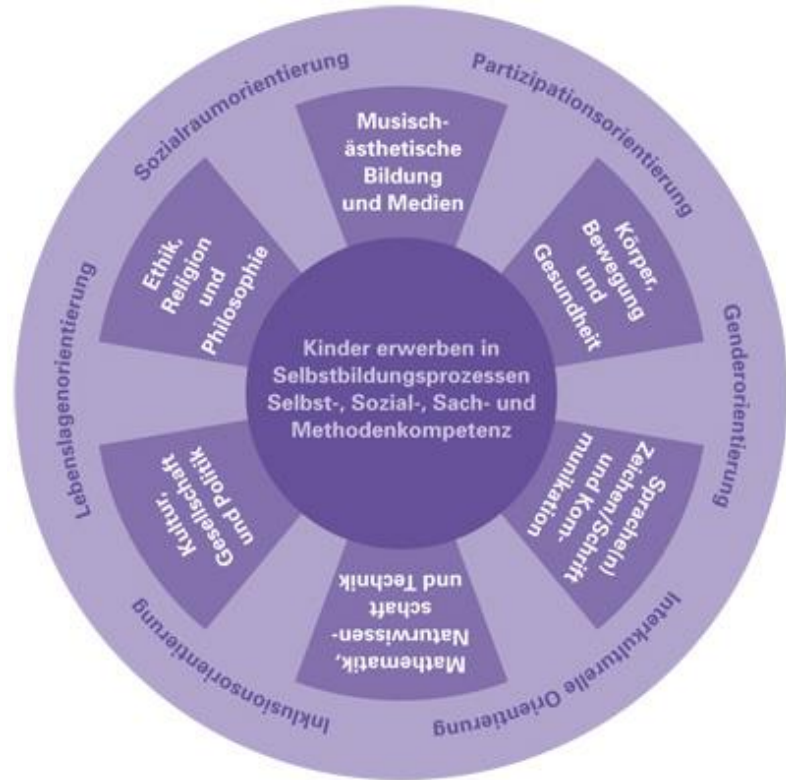 Sozialraumorientierung
Partizipationsorientierung
Genderorientierung
Interkulturelle Orientierung
Inklusionsorientierung
Lebenslagenorientierung
Musisch-
ästhetische
Bildung
und Medien
Körper,
Bewegung
und
Gesundheit
Sprache(n)
Zeichen/Schrift
und Kom-
munikation
Mathematik,
Naturwissen-
schaft
und Technik
Kultur,
Gesellschaft
und Politik
Ethik,
Religion
und
Philosophie
Kinder erwerben in
Selbstbildungsprozessen
Selbst-, Sozial-, Sach- und
Methodenkompetenz